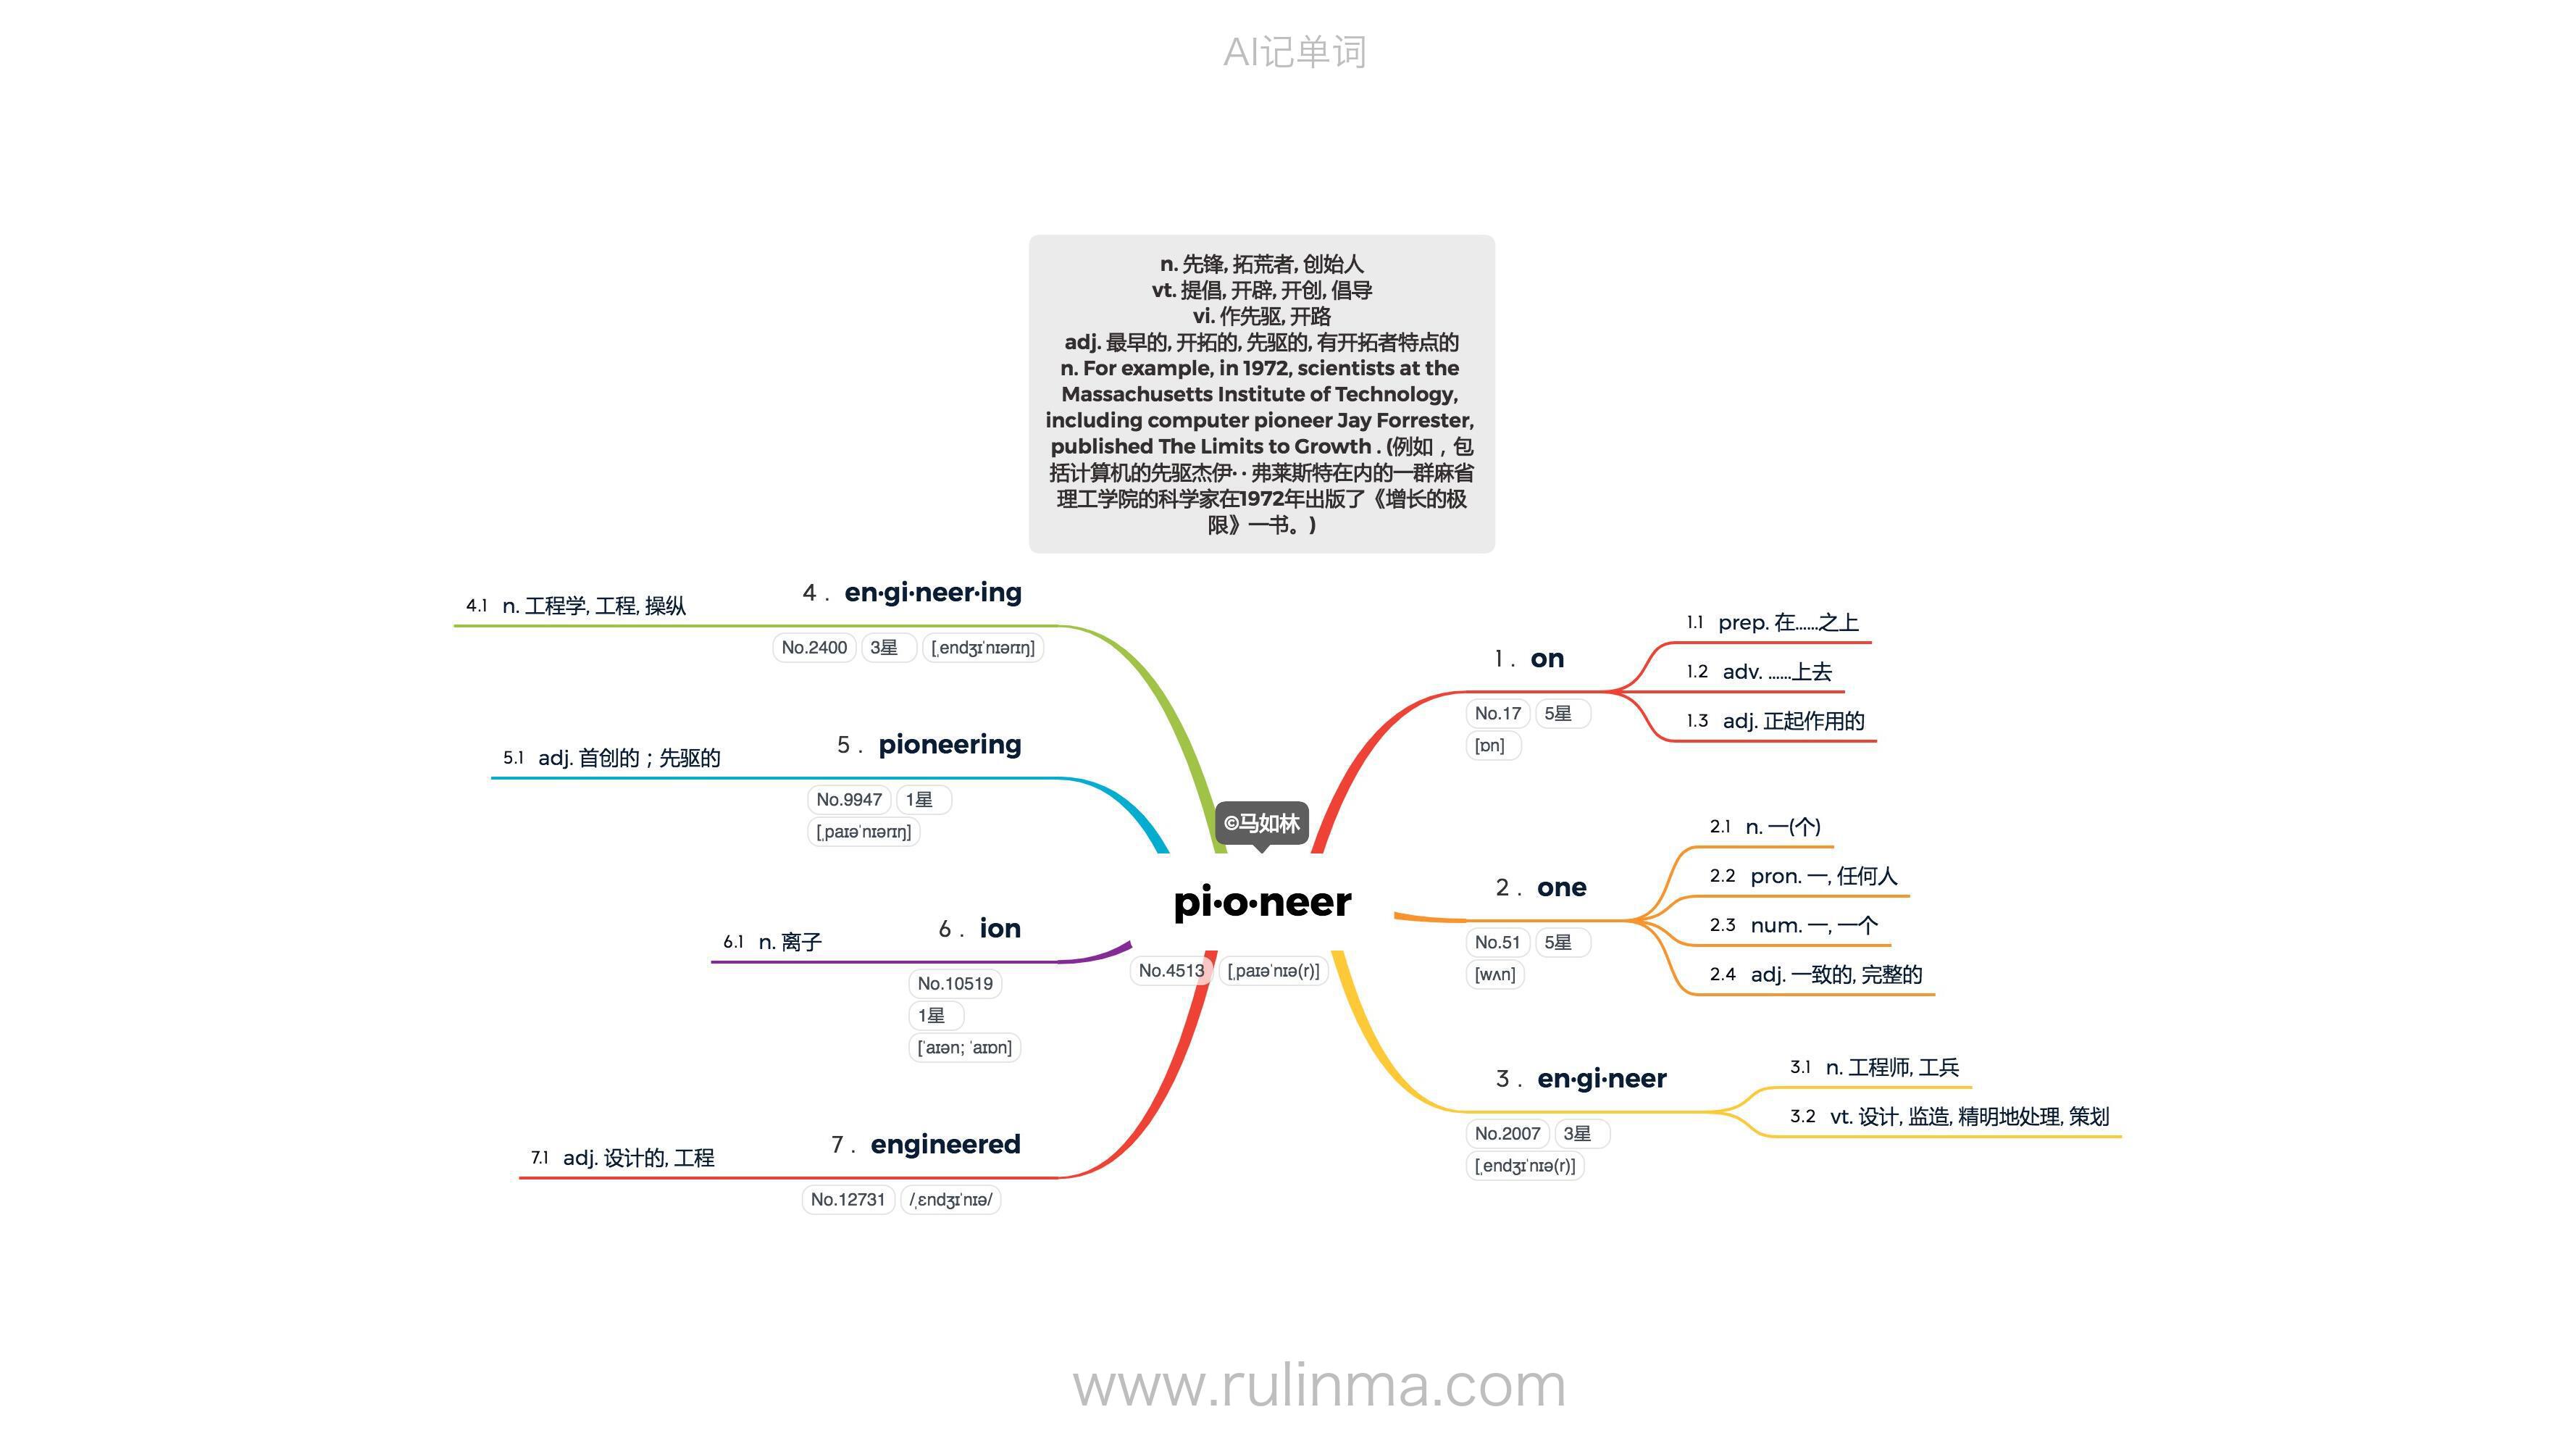 AI记单词
n. 先锋, 拓荒者, 创始人
vt. 提倡, 开辟, 开创, 倡导
vi. 作先驱, 开路
adj. 最早的, 开拓的, 先驱的, 有开拓者特点的
n. For example, in 1972, scientists at the
Massachusetts Institute of Technology,
including computer pioneer Jay Forrester,
published The Limits to Growth . (例如，包
括计算机的先驱杰伊· · 弗莱斯特在内的一群麻省
理工学院的科学家在1972年出版了《增长的极
限》一书。)
©马如林
pi·o·neer
No.4513 [ˌpaɪəˈnɪə(r)]
1 . on
No.17 5星
[ɒn]
1.1 prep. 在……之上
1.2 adv. ……上去
1.3 adj. 正起作用的
2 . one
No.51 5星
[wʌn]
2.1 n. 一(个)
2.2 pron. 一, 任何人
2.3 num. 一, 一个
2.4 adj. 一致的, 完整的
3 . en·gi·neer
No.2007 3星
[ˌendʒɪˈnɪə(r)]
3.1 n. 工程师, 工兵
3.2 vt. 设计, 监造, 精明地处理, 策划
4 . en·gi·neer·ing
No.2400 3星 [ˌendʒɪˈnɪərɪŋ]
4.1 n. 工程学, 工程, 操纵
5 . pioneering
No.9947 1星
[ˌpaɪəˈnɪərɪŋ]
5.1 adj. 首创的；先驱的
6 . ion
No.10519
1星
[ˈaɪən; ˈaɪɒn]
6.1 n. 离子
7 . engineered
No.12731 /ˌɛndʒɪˈnɪə/
7.1 adj. 设计的, 工程
www.rulinma.com